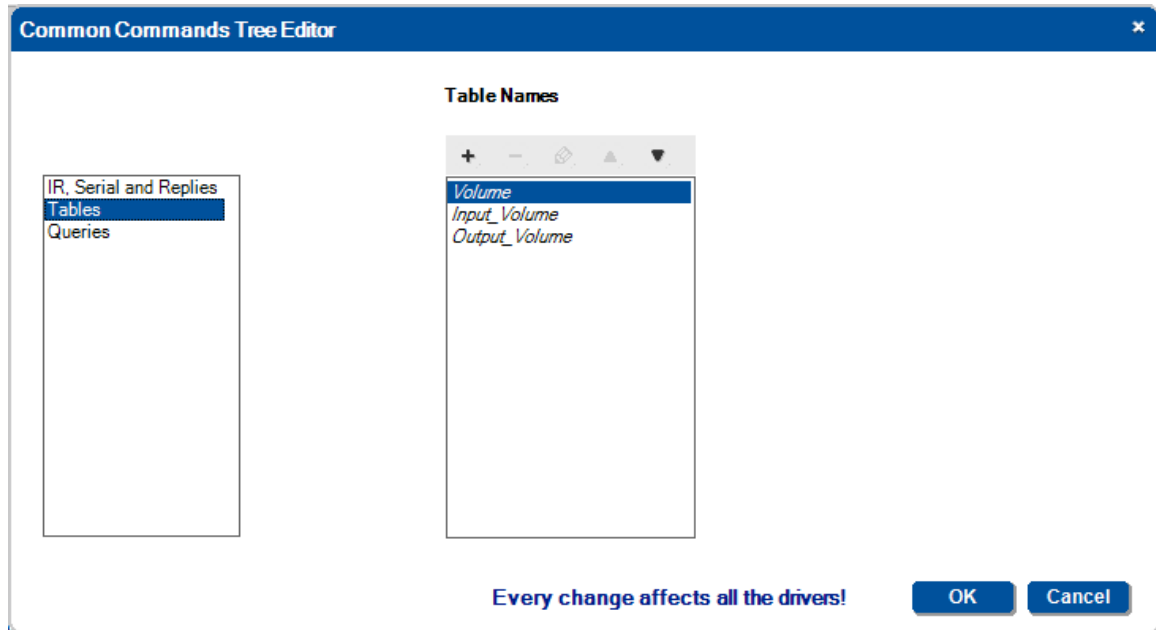 Common Commands Tree Editor
Table Names
IR, Serial and Replies
Tables
Queries
Volume
Input_Volume
Output_Volume
Every change affects all the drivers!
OK
Cancel